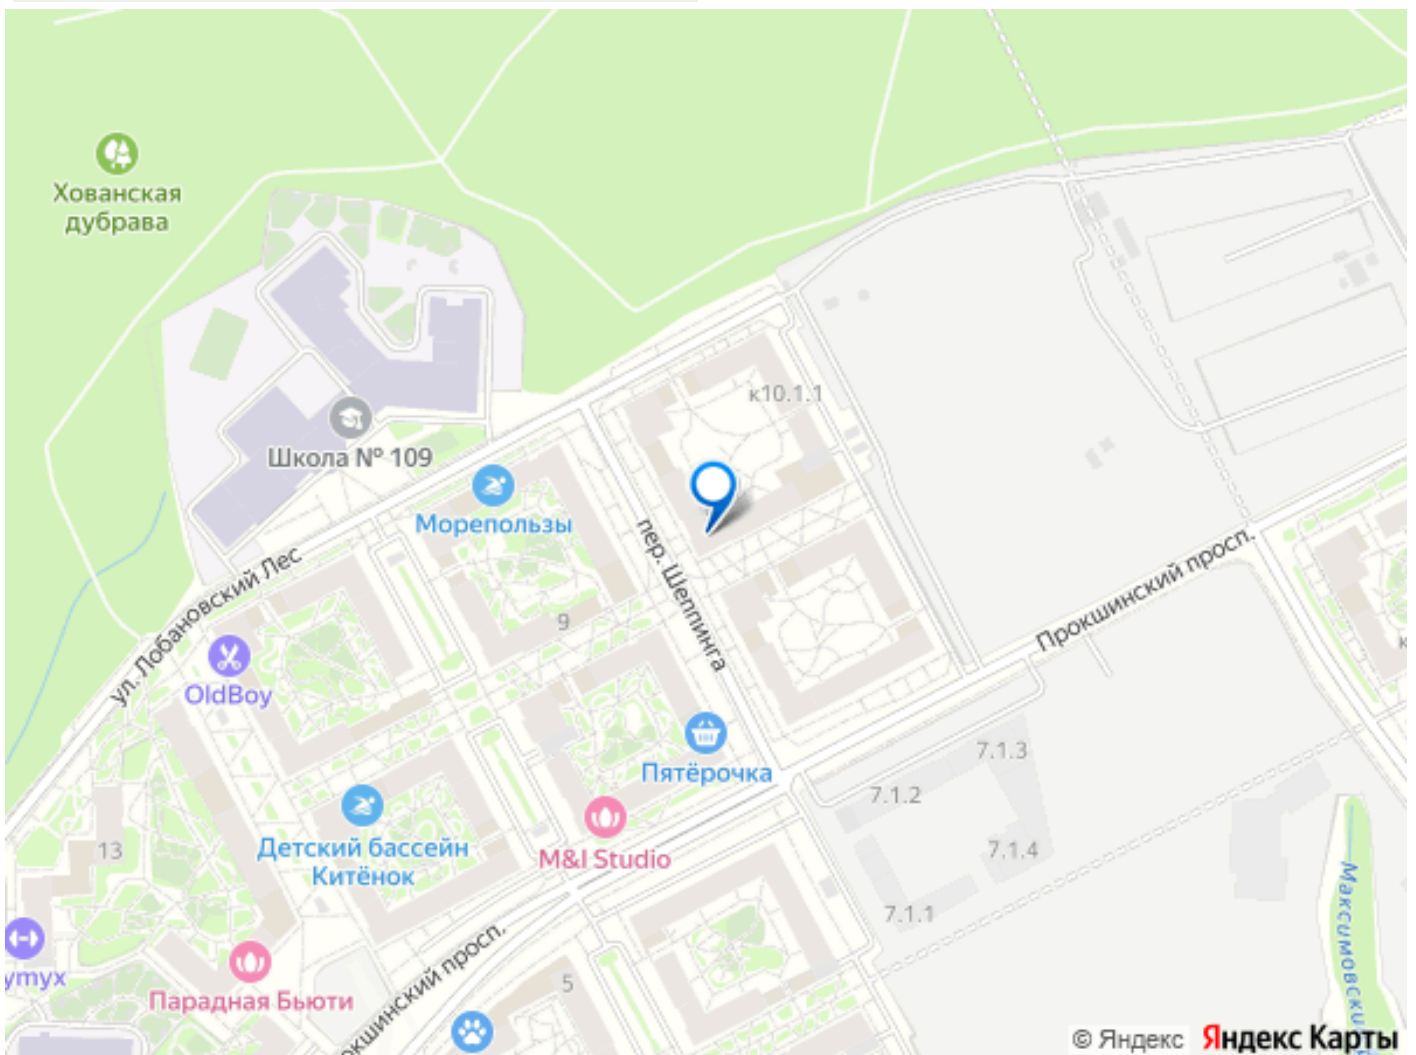 Хованская
дубрава
к10.1.1
Школа № 109
Морепользы
пер. Шеппинга
ул. Лобановский Лес
9
Прокшинский просп.
OldBoy
Пятёрочка
7.1.3
7.1.2
7.1.4
7.1.1
13
Детский бассейн
Китёнок
M&I Studio
Парадная Бьюти
5
© Яндекс Яндекс Карты